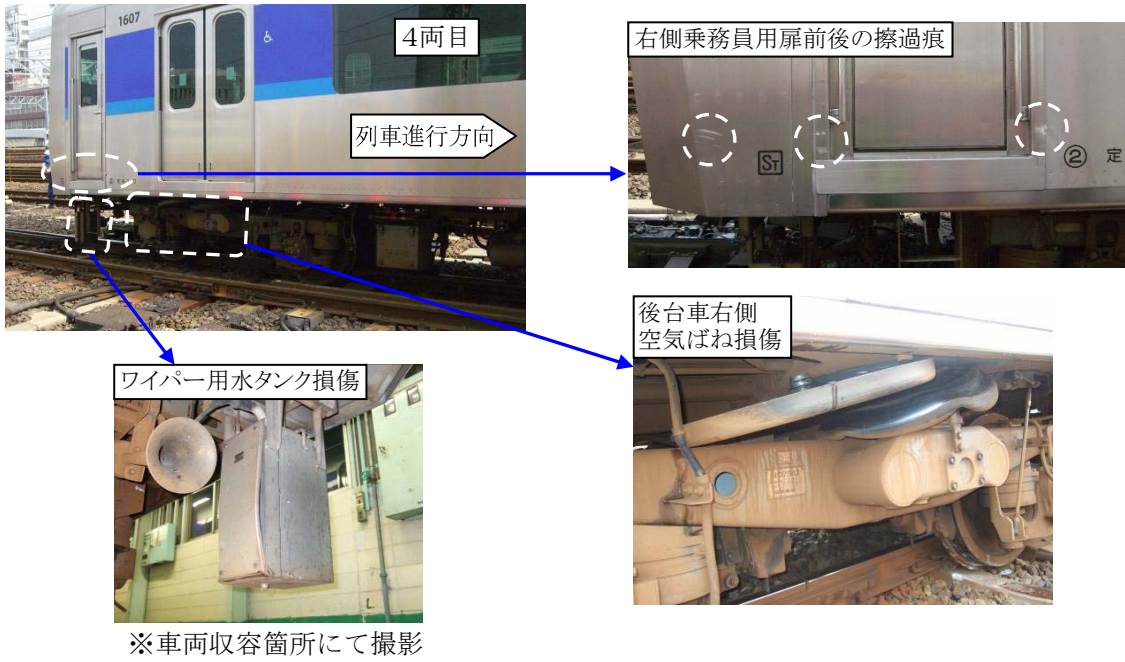 1607
4両目
列車進行方向
右側乗務員用扉前後の擦過痕
ST
② 定
ワイパー用水タンク損傷
後台車右側
空気ばね損傷
※車両収容箇所にて撮影